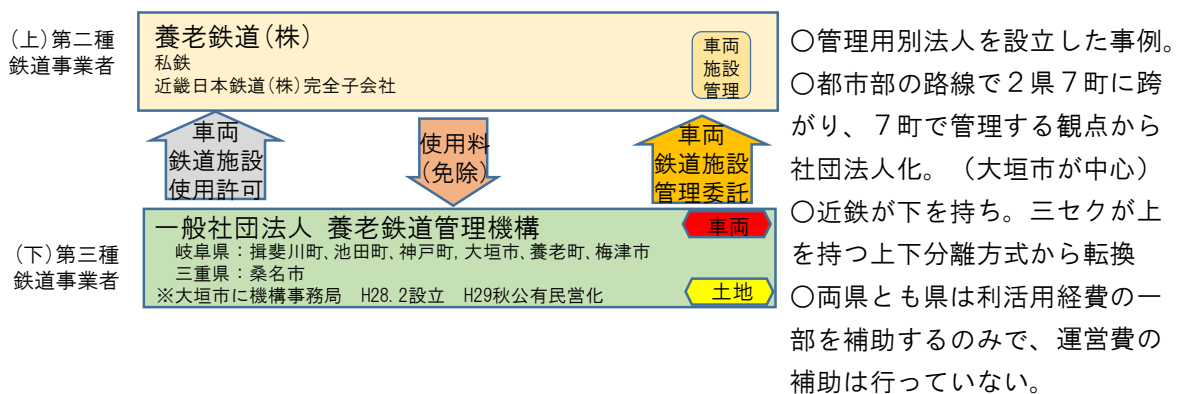 (上)第二種
鉄道事業者
養老鉄道(株)
私鉄
近畿日本鉄道(株)完全子会社
車両
施設
管理
車両
鉄道施設
使用許可
使用料
(免除)
車両
鉄道施設
管理委託
(下)第三種
鉄道事業者
一般社団法人 養老鉄道管理機構
岐阜県：揖斐川町、池田町、神戸町,大垣市、養老町、梅津市
三重県：桑名市
※大垣市に機構事務局 H28.2設立 H29秋公有民営化
車両
土地
〇管理用別法人を設立した事例。
〇都市部の路線で２県７町に跨
がり、７町で管理する観点から
社団法人化。（大垣市が中心）
〇近鉄が下を持ち。三セクが上
を持つ上下分離方式から転換
〇両県とも県は利活用経費の一
部を補助するのみで、運営費の
補助は行っていない。